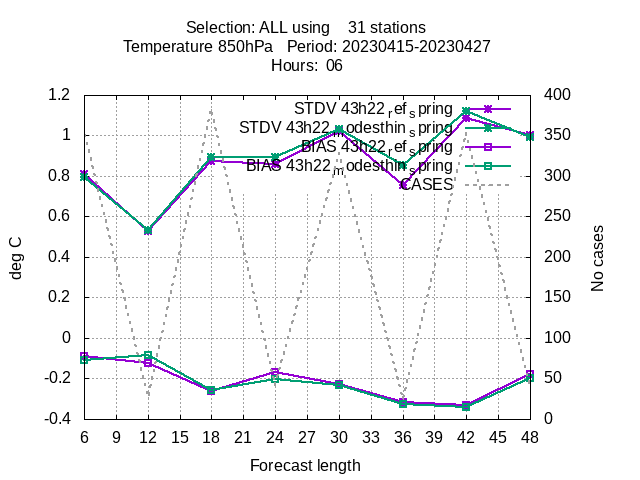 Selection: ALL using    31 stations
Temperature 850hPa   Period: 20230415-20230427
Hours: 06
STDV 43h22_ref_spring
STDV 43h22_modesthin_spring
BIAS 43h22_ref_spring
BIAS 43h22_modesthin_spring
CASES
1.2
1
0.8
0.6
0.4
0.2
0
-0.2
-0.4
deg C
400
350
300
250
200
150
100
50
0
No cases
6 9 12 15 18 21 24 27 30 33 36 39 42 45 48
Forecast length